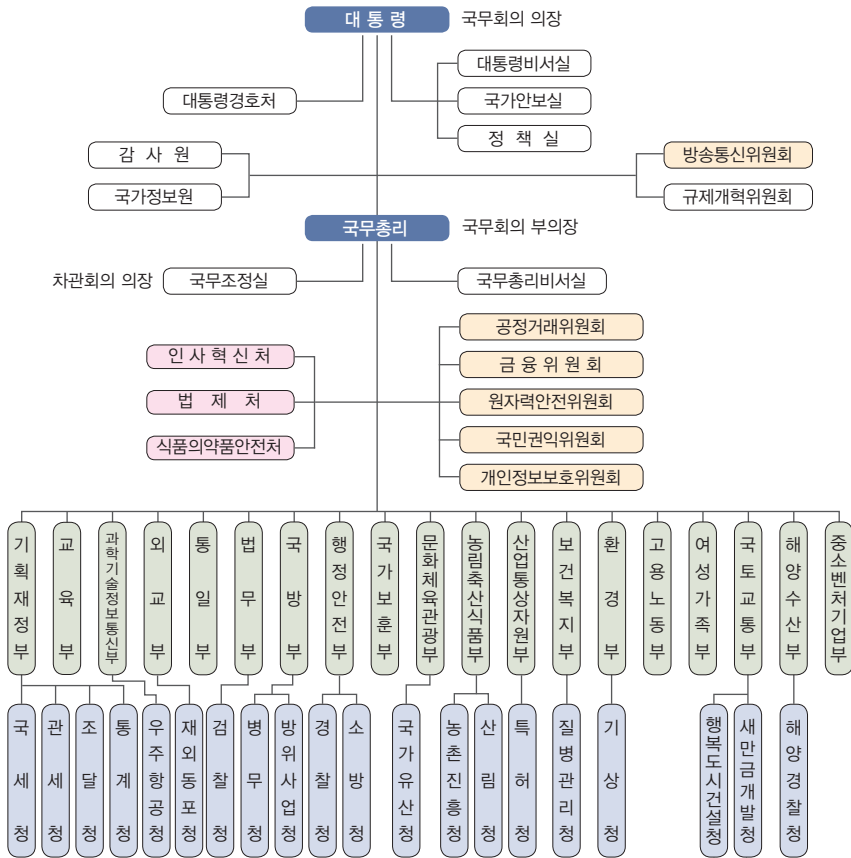 대 통 령 국무회의 의장
대통령비서실
대통령경호처 국가안보실
정 책 실
감 사 원 방송통신위원회
국가정보원 규제개혁위원회
국무총리 국무회의 부의장
차관회의 의장 국무조정실 국무총리비서실
공정거래위원회
인사혁신처
금 융 위 원 회
법 제 처 원자력안전위원회
식품의약품안전처 국민권익위원회
개인정보보호위원회
기획재정부
교육부
과학기술정보통신부
외교부
통일부
법무부
국방부
행정안전부
국가보훈부
문화체육관광부
농림축산식품부
산업통상자원부
보건복지부
환경부
고용노동부
여성가족부
국토교통부
해양수산부
중소벤처기업부
국세청
관세청
조달청
통계청
우주항공청
재외동포청
검찰청
병무청
방위사업청
경찰청
소방청
국가유산청
농촌진흥청
산림청
특허청
질병관리청
기상청
행복도시건설청
새만금개발청
해양경찰청